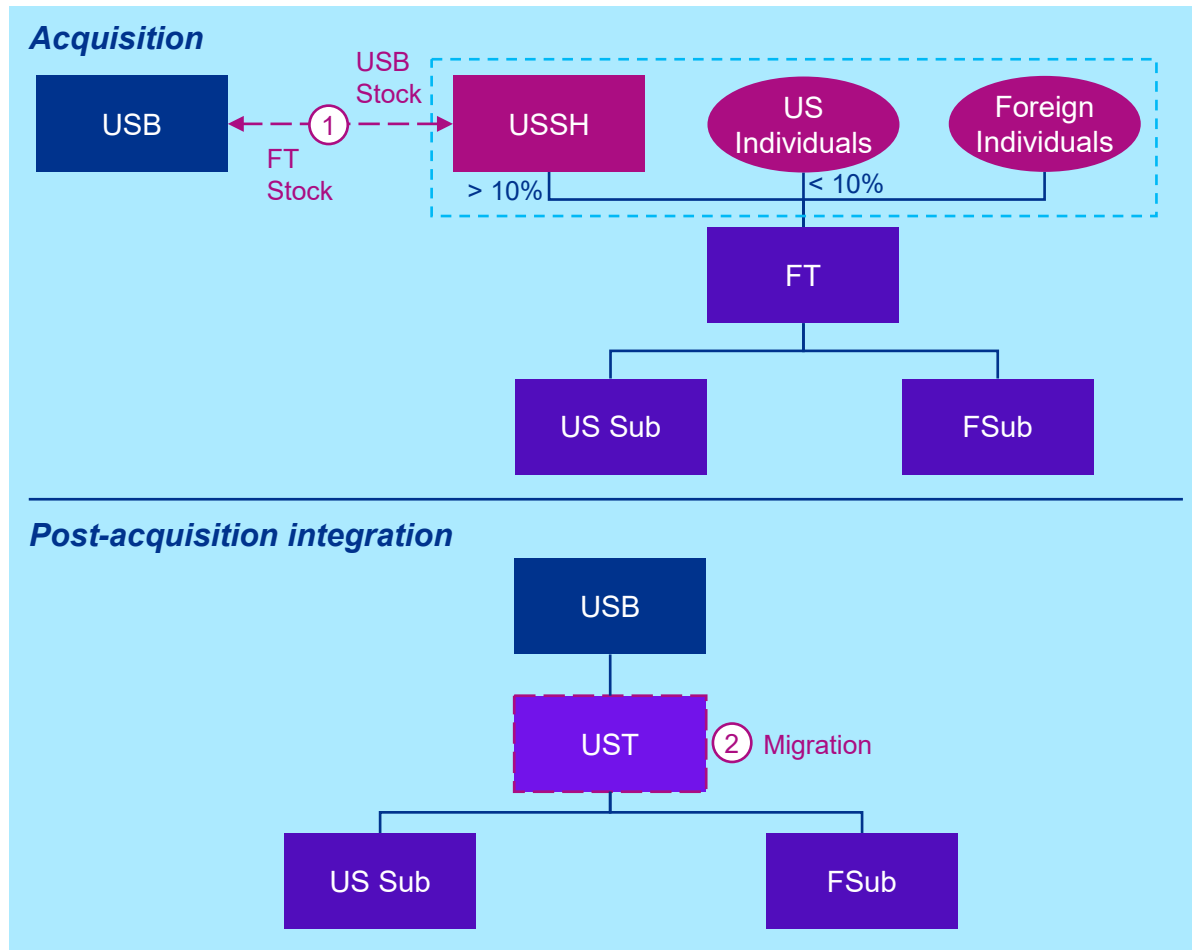 Acquisition
USB
USB
Stock
1
FT
Stock
USSH
US
Individuals
Foreign
Individuals
> 10%
< 10%
FT
US Sub
FSub
Post-acquisition integration
USB
UST
2
Migration
US Sub
FSub